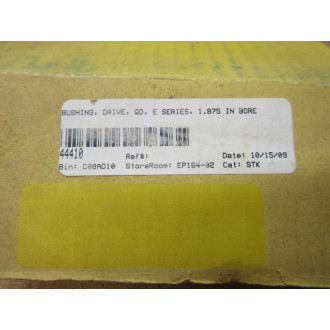 BUSHING, DRIVE, QD, E SERIES, 1.875 IN BORE
44410 Ref#: Date: 10/15/09
Bin: C08AD10 StoreRoom: EP164-02 Cat: STK